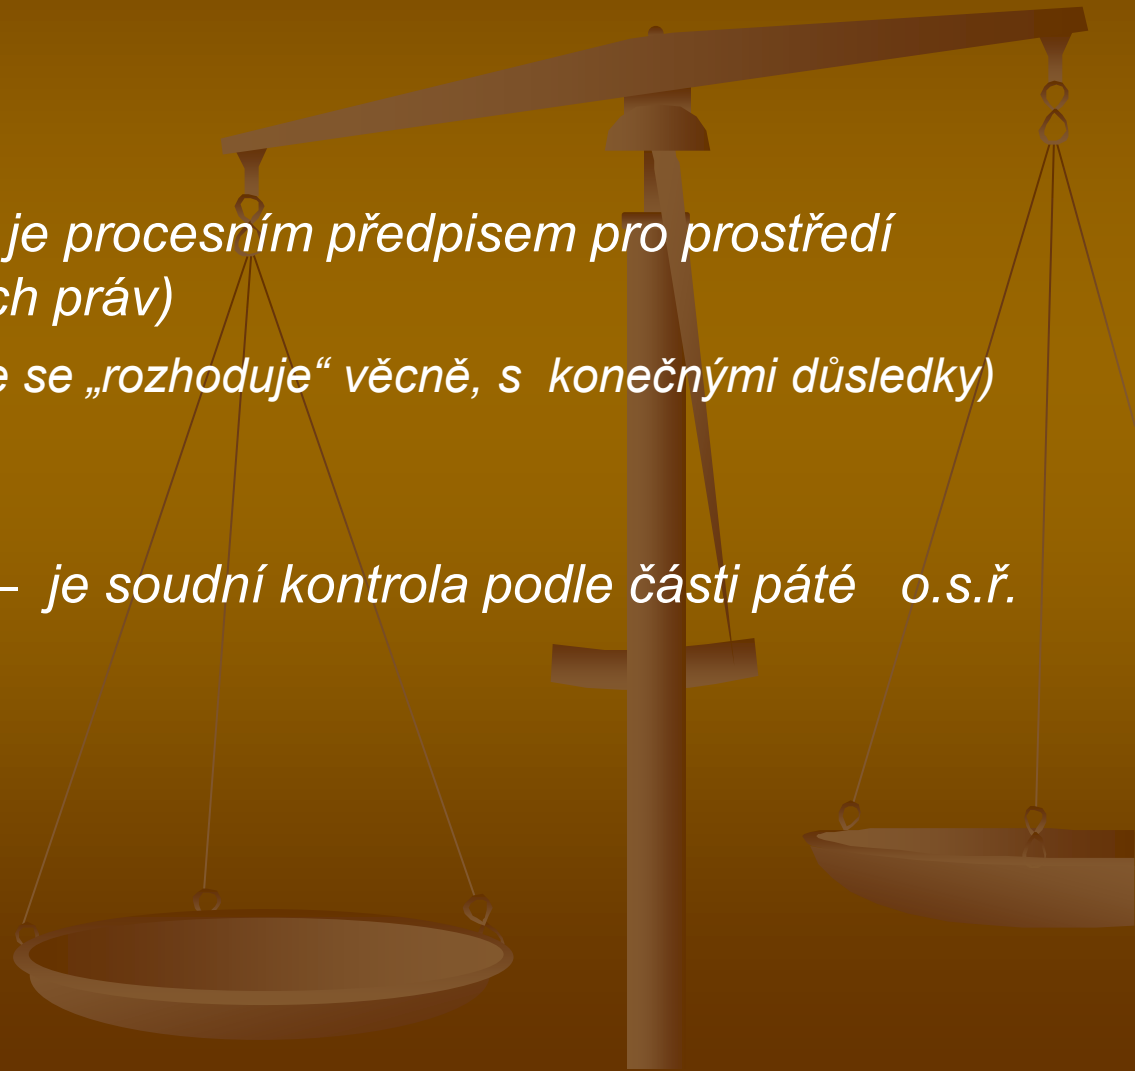 je procesním předpisem pro prostředí
ch práv)
e se „rozhoduje“ věcně, s konečnými důsledky)
– je soudní kontrola podle části páté o.s.ř.